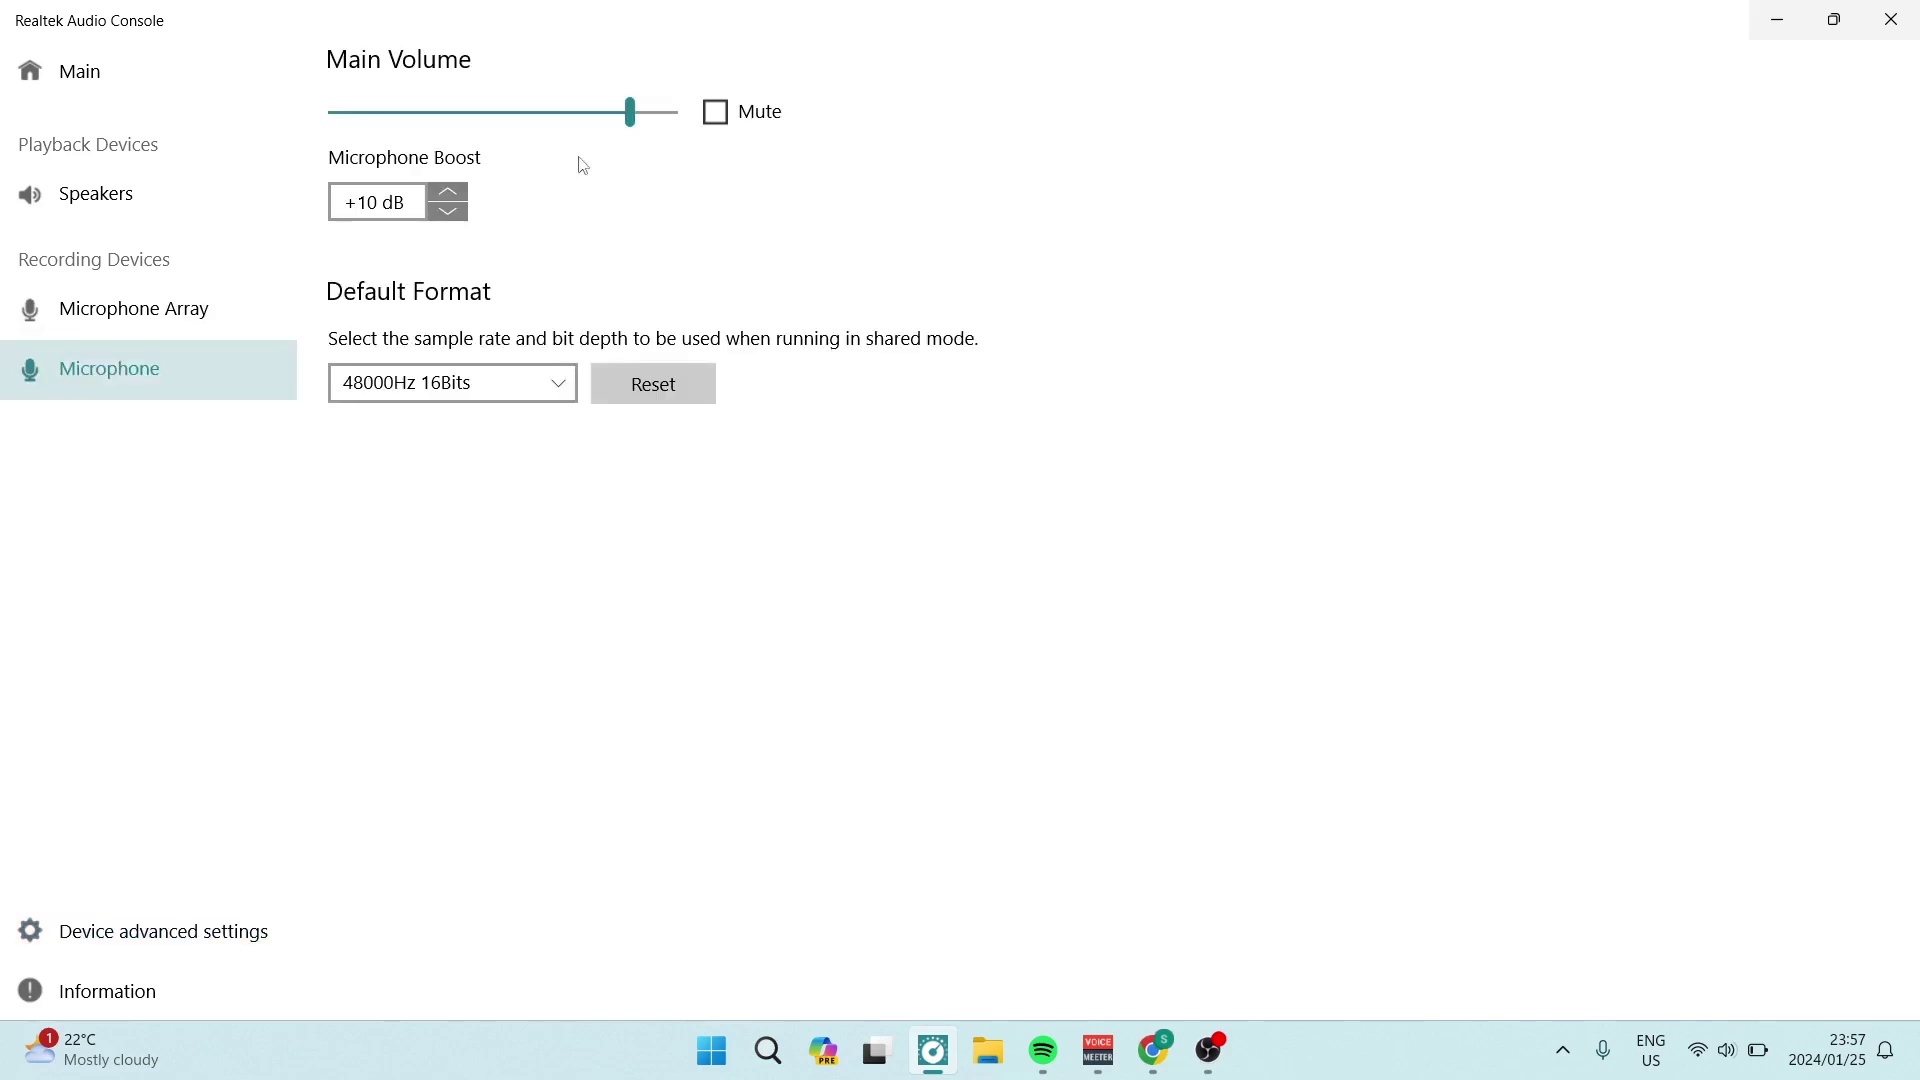 Realtek Audio Console
Main
Playback Devices
Speakers
Recording Devices
Microphone Array
Microphone
Device advanced settings
Information
Main Volume
Mute
Microphone Boost
+10 dB
Default Format
Select the sample rate and bit depth to be used when running in shared mode.
48000Hz 16Bits
Reset
1
22°C
Mostly cloudy
PRE
VOICE
MEETER
S
ENG
US
23:57
2024/01/25